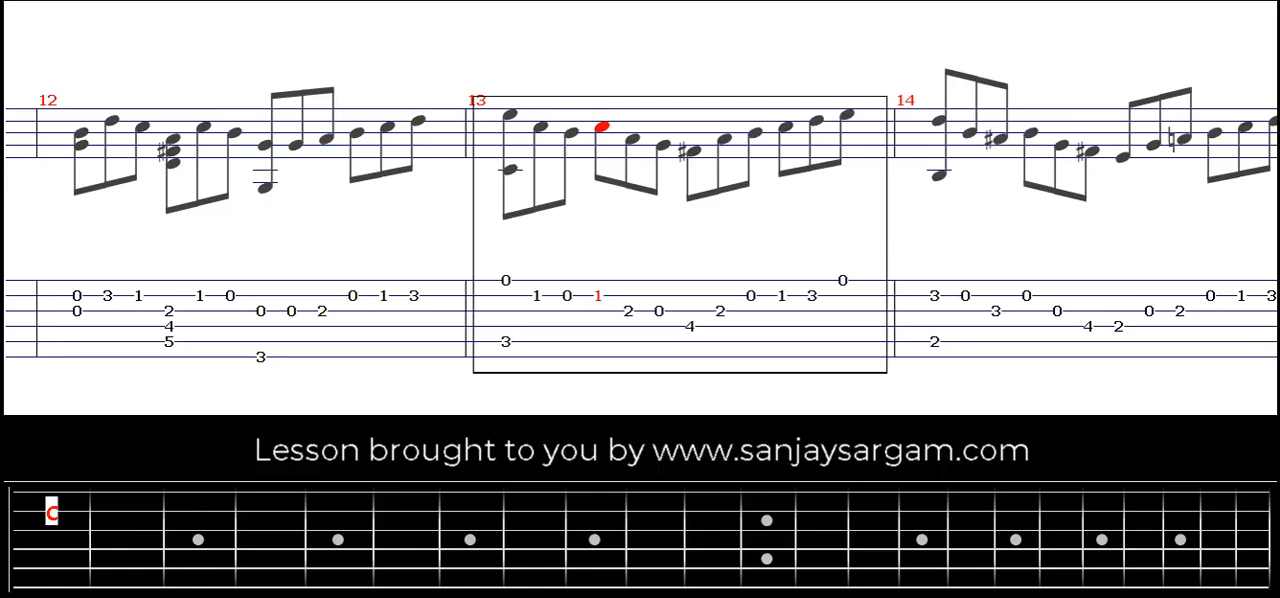 12 13 14
0 0
0 3 1 1 0 0 1 3 1 0 1 0 1 3 3 0 0 0 1 3
0 2 0 0 2 2 0 2 3 0 0 2
4 4 4 2
5 3 2
3
Lesson brought to you by www.sanjaysargam.com
C